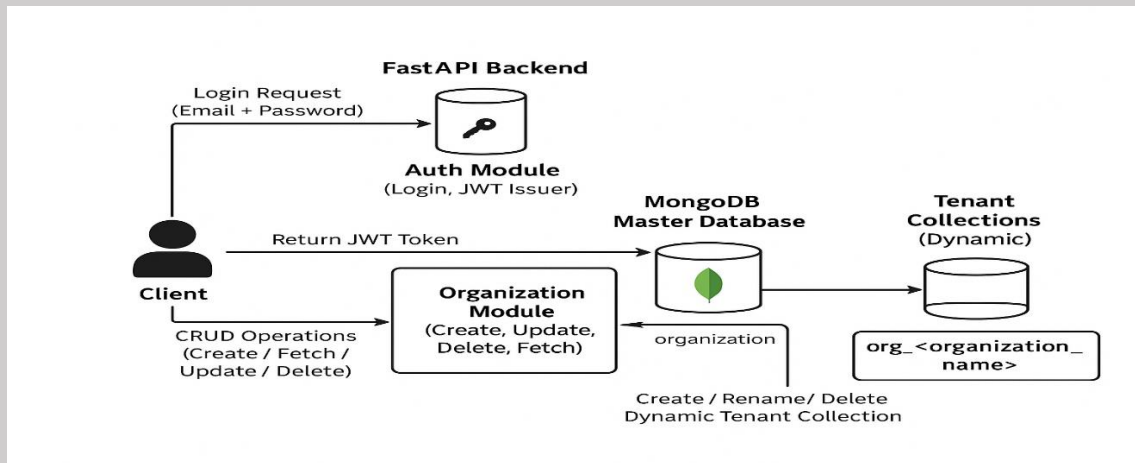 FastAPI Backend
Login Request
(Email + Password)
Auth Module
(Login, JWT Issuer)
MongoDB
Master Database
Tenant
Collections
(Dynamic)
Return JWT Token
Client
Organization
Module
(Create, Update,
Delete, Fetch)
CRUD Operations
(Create / Fetch /
Update / Delete)
organization
org_<organization_
name>
Create / Rename/ Delete
Dynamic Tenant Collection